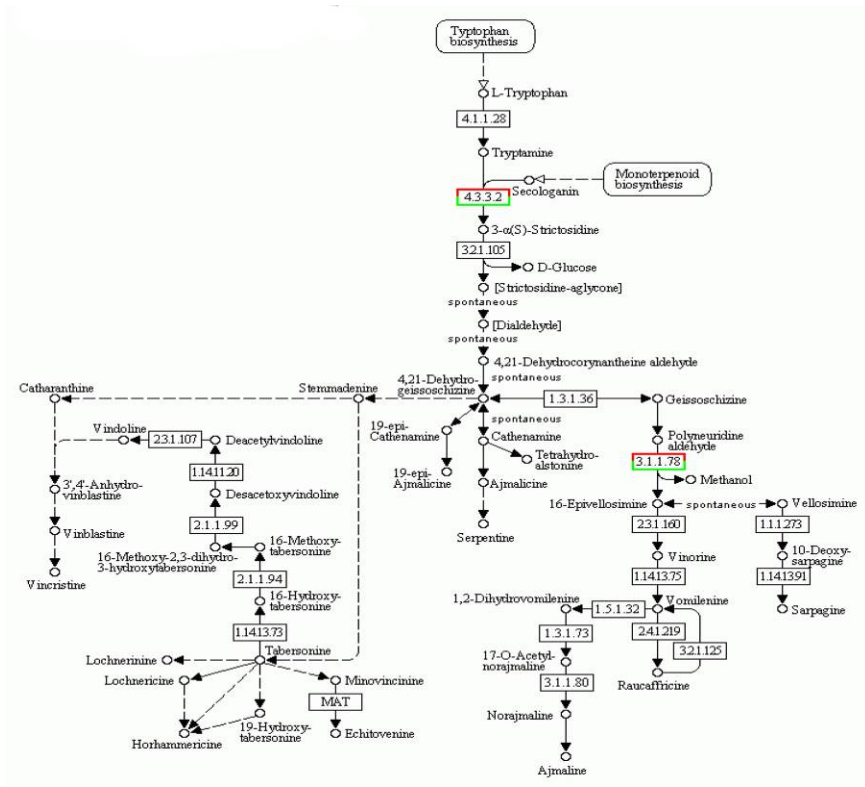 Typtophan
biosynthesis
L-Tryptophan
4.1.1.28
Tryptamine
Monoterpenoid
biosynthesis
Secologanin
4.3.3.2
3-α(S)-Strictosidine
3.2.1.105
D-Glucose
[Strictosidine-aglycone]
spontaneous
[Dialdehyde]
spontaneous
4,21-Dehydrocorynantheine aldehyde
spontaneous
4,21-Dehydro-
geissoschizine
Catharanthine
Stemmadenine
1.3.1.36
Geissoschizine
spontaneous
19-epi-
Cathenamine
Cathenamine
Tetrahydro-
alstonine
19-epi-
Ajmalicine
Ajmalicine
Serpentine
Polyneuridine
aldehyde
3.1.1.78
Methanol
16-Epivellosimine
spontaneous
Vellosimine
Vindoline
2.3.1.107
Deacetylvindoline
1.14.11.20
Desacetoxyvindoline
2.1.1.99
3',4'-Anhydro-
vinblastine
Vinblastine
Vincristine
16-Methoxy-2,3-dihydro-
3-hydroxytabersonine
16-Methoxy-
tabersonine
2.1.1.94
16-Hydroxy-
tabersonine
1.14.13.73
Tabersonine
Lochnerinine
Lochnericine
Minovincinine
MAT
Horhammericine
19-Hydroxy-
tabersonine
Echitovenine
2.3.1.160
1.1.1.273
Vinorine
10-Deoxy-
sarpagine
1.14.13.75
1.14.13.91
1,2-Dihydrovomilenine
1.5.1.32
Vomilenine
Sarpagine
1.3.1.73
2.4.1.219
3.2.1.125
17-O-Acetyl-
norajmaline
Raucaffricine
3.1.1.80
Norajmaline
Ajmaline